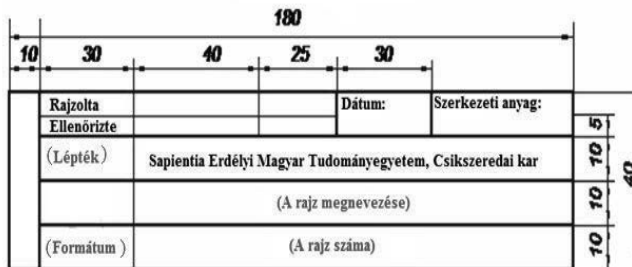 180
10 30 40 25 30
Rajzolta Dátum: Szerkezeti anyag:
Ellenőrizte
5
(Lépték) Sapientia Erdélyi Magyar Tudományegyetem, Csikszeredai kar
10
(A rajz megnevezése)
10
40
(Formátum) (A rajz száma)
10